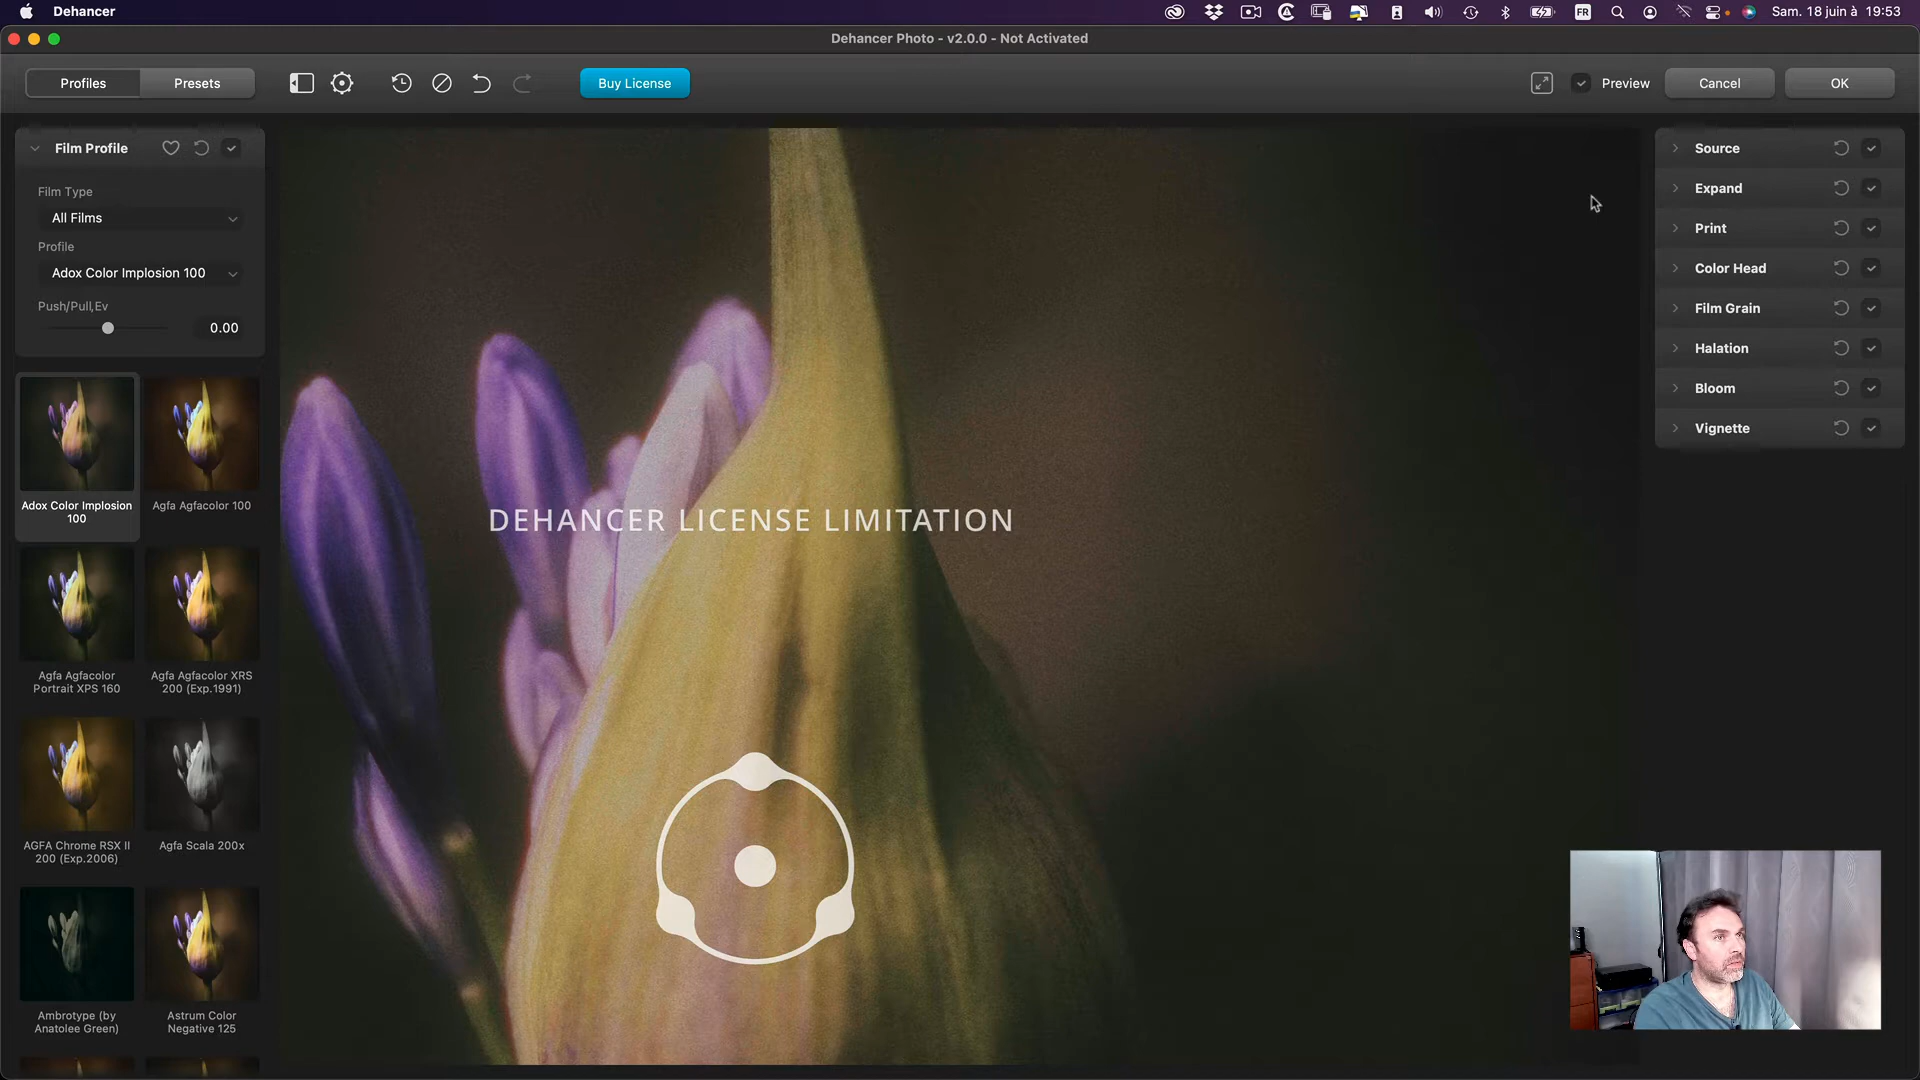 Dehancer
FR
Sam. 18 juin à 19:53
Dehancer Photo - v2.0.0 - Not Activated
Profiles
Presets
Buy License
Preview
Cancel
OK
Film Profile
Film Type
All Films
Profile
Adox Color Implosion 100
Push/Pull,Ev
0.00
Adox Color Implosion
100
Agfa Agfacolor 100
Agfa Agfacolor
Portrait XPS 160
Agfa Agfacolor XRS
200 (Exp.1991)
AGFA Chrome RSX II
200 (Exp.2006)
Agfa Scala 200x
Ambrotype (by
Anatolee Green)
Astrum Color
Negative 125
DEHANCER LICENSE LIMITATION
Source
Expand
Print
Color Head
Film Grain
Halation
Bloom
Vignette